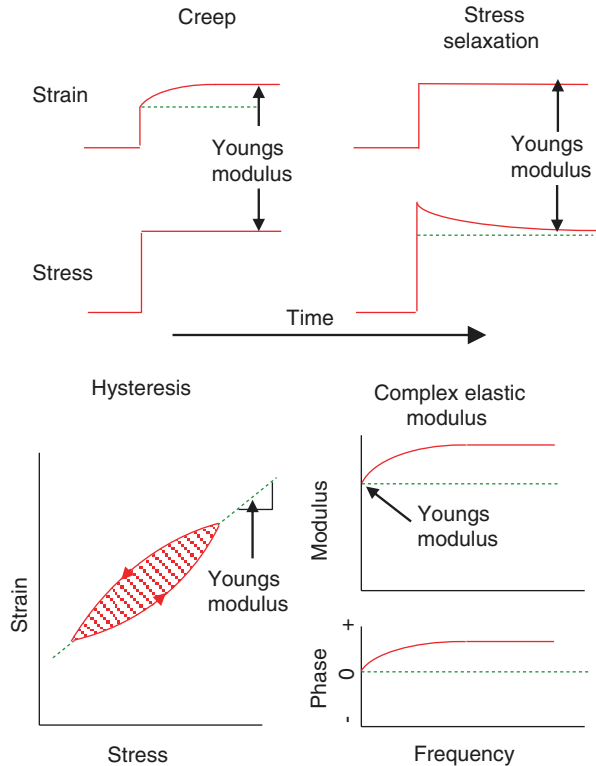 Creep
Stress
selaxation
Strain
Youngs
modulus
Youngs
modulus
Stress
Time
Hysteresis
Complex elastic
modulus
Strain
Youngs
modulus
Stress
Modulus
Youngs
modulus
Phase
+
0
-
Frequency